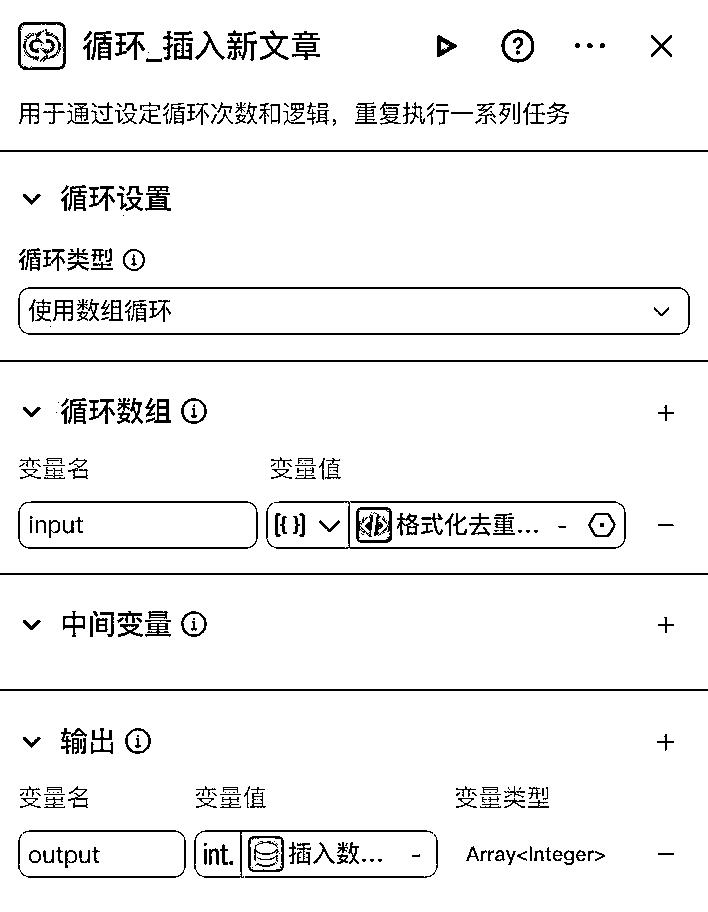 循环_插入新文章
用于通过设定循环次数和逻辑，重复执行一系列任务
循环设置
循环类型
使用数组循环
循环数组
变量名 变量值
input [{ }] 格式化去重... -
中间变量
输出
变量名 变量值 变量类型
output int. 插入数... - Array<Integer>